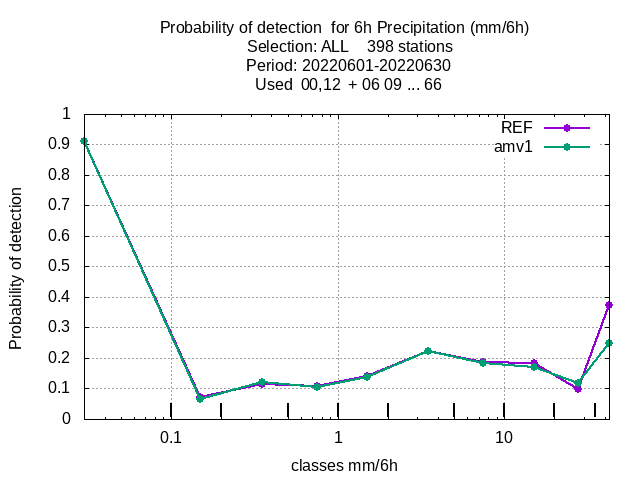 Probability of detection  for 6h Precipitation (mm/6h)
Selection: ALL    398 stations
Period: 20220601-20220630
Used  00,12  + 06 09 ... 66
1
0.9
0.8
0.7
0.6
0.5
0.4
0.3
0.2
0.1
0
Probability of detection
REF
amv1
0.1
1
10
classes mm/6h